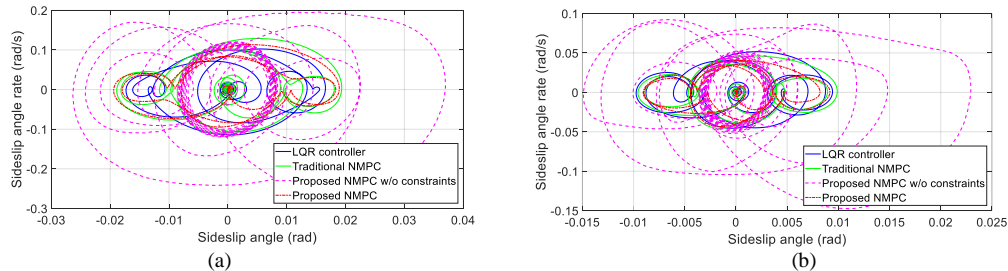 0.2
0.1
0
-0.1
-0.2
-0.3
-0.03 -0.02 -0.01 0 0.01 0.02 0.03 0.04
Sideslip angle rate (rad/s)
Sideslip angle (rad)
LQR controller
Traditional NMPC
Proposed NMPC w/o constraints
Proposed NMPC
(a)
0.1
0.05
0
-0.05
-0.1
-0.15
-0.015 -0.01 -0.005 0 0.005 0.01 0.015 0.02 0.025
Sideslip angle rate (rad/s)
Sideslip angle (rad)
LQR controller
Traditional NMPC
Proposed NMPC w/o constraints
Proposed NMPC
(b)